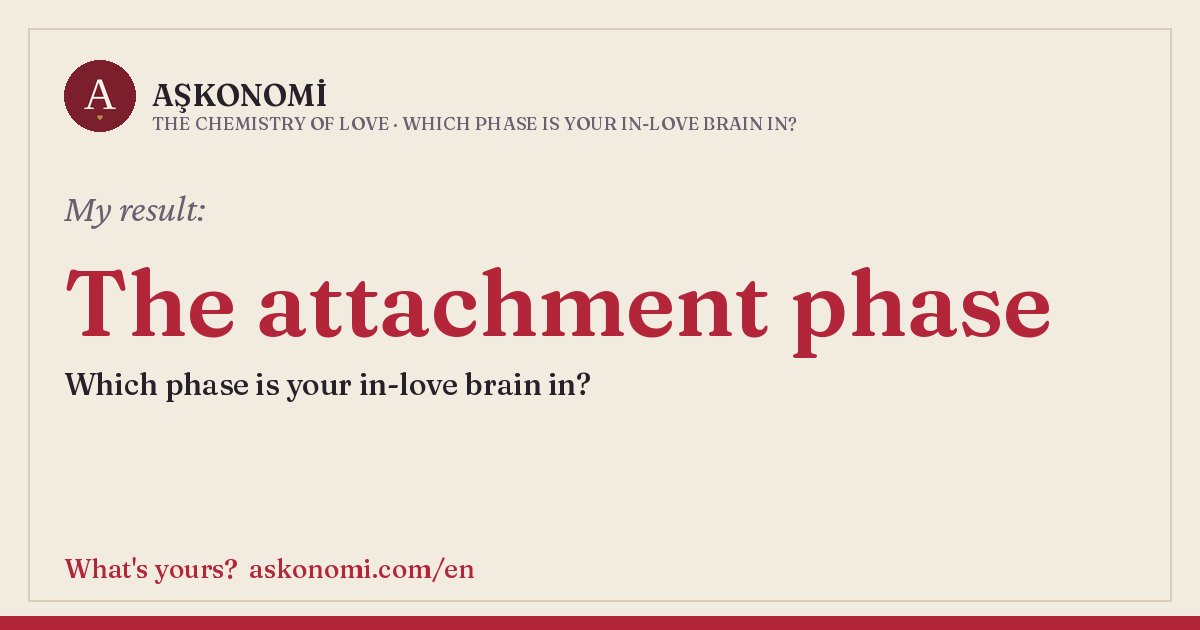 A
AŞKONOMİ
THE CHEMISTRY OF LOVE · WHICH PHASE IS YOUR IN-LOVE BRAIN IN?
My result:
The attachment phase
Which phase is your in-love brain in?
What's yours? askonomi.com/en